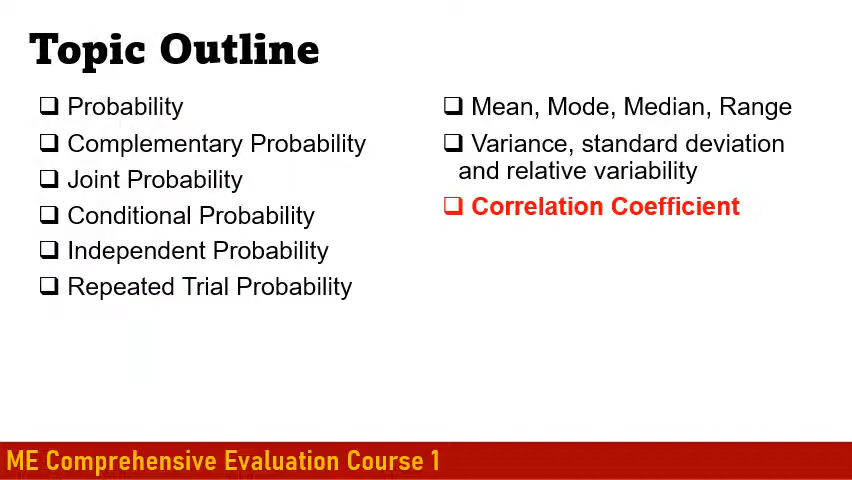 Topic Outline
❑ Probability
❑ Complementary Probability
❑ Joint Probability
❑ Conditional Probability
❑ Independent Probability
❑ Repeated Trial Probability
❑ Mean, Mode, Median, Range
❑ Variance, standard deviation
and relative variability
❑ Correlation Coefficient
ME Comprehensive Evaluation Course 1